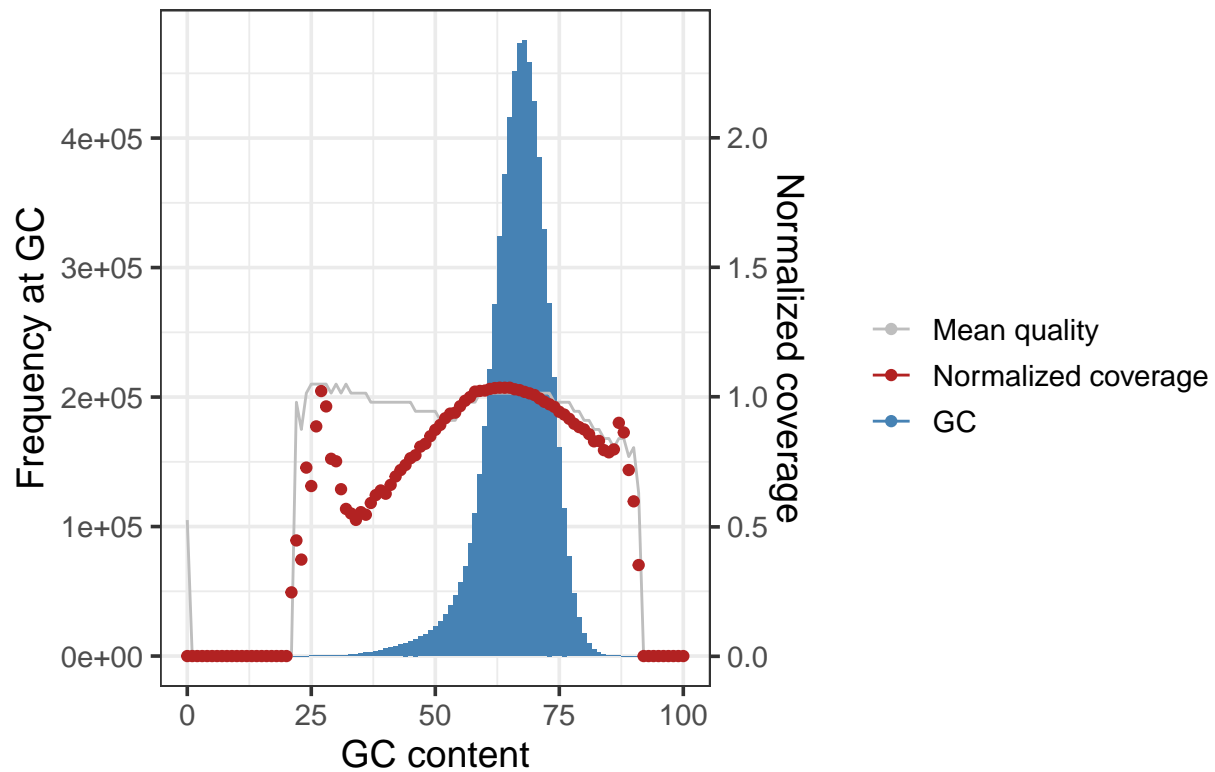 Frequency at GC
4e+05
3e+05
2e+05
1e+05
0e+00
2.0
1.5
1.0
0.5
0.0
Normalized coverage
0 25 50 75 100
GC content
Mean quality
Normalized coverage
GC